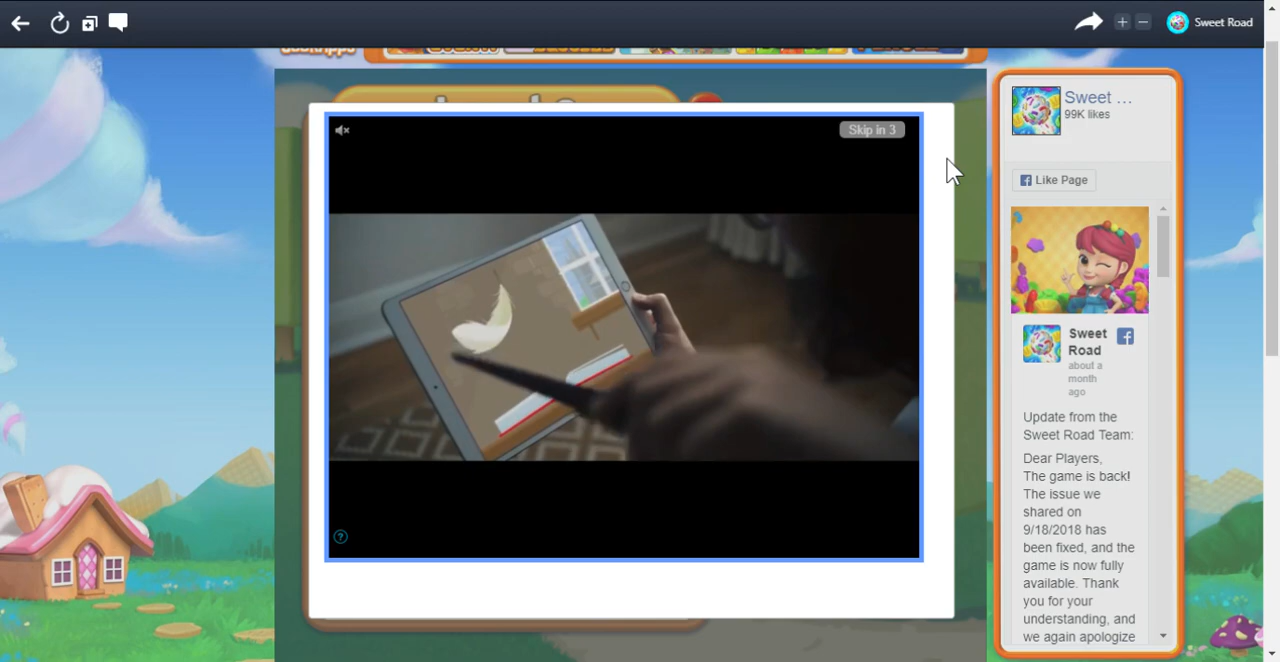 Sweet Road
Sweet ...
99K likes
Skip in 3
Like Page
Sweet
Road
about a
month
ago
Update from the
Sweet Road Team:
Dear Players,
The game is back!
The issue we
shared on
9/18/2018 has
been fixed, and the
game is now fully
available. Thank
you for your
understanding, and
we again apologize